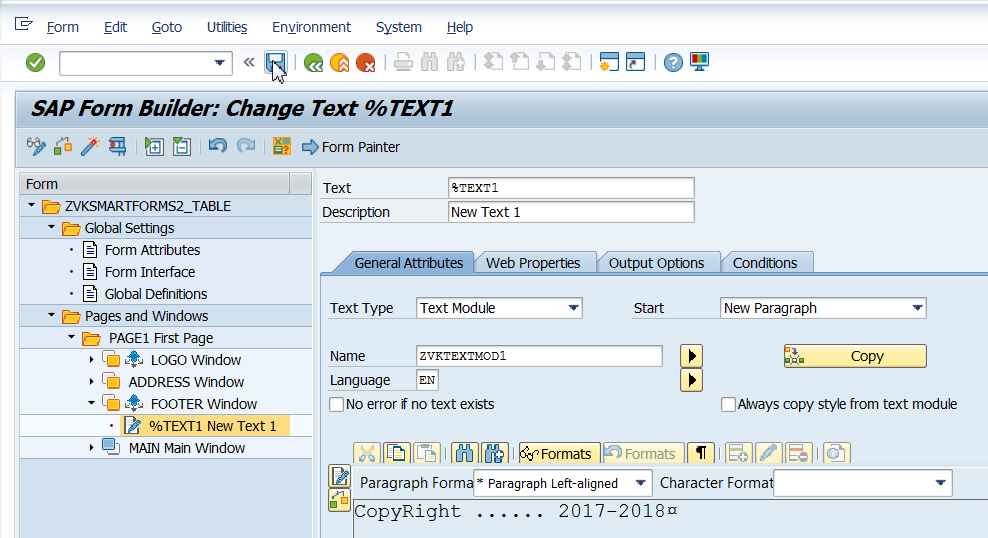 Form Edit Goto Utilities Environment System Help
SAP Form Builder: Change Text %TEXT1
Form Painter
Form
ZVKSMARTFORMS2_TABLE
Global Settings
Form Attributes
Form Interface
Global Definitions
Pages and Windows
PAGE1 First Page
LOGO Window
ADDRESS Window
FOOTER Window
%TEXT1 New Text 1
MAIN Main Window
Text %TEXT1
Description New Text 1
General Attributes Web Properties Output Options Conditions
Text Type Text Module Start New Paragraph
Name ZVKTEXTMOD1 Copy
Language EN
No error if no text exists Always copy style from text module
Formats Formats ¶
Paragraph Forma * Paragraph Left-aligned Character Format
CopyRight ...... 2017-2018¤